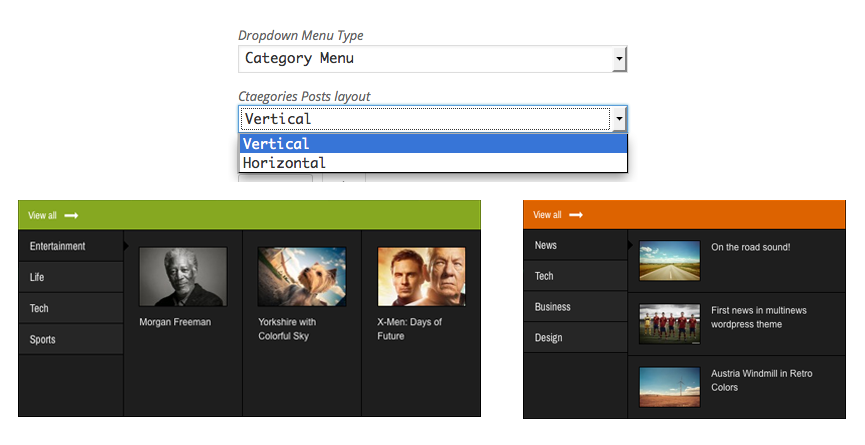 Dropdown Menu Type
Category Menu
Ctaegories Posts layout
Vertical
Vertical
Horizontal
View all
Entertainment
Life
Tech
Sports
Morgan Freeman
Yorkshire with
Colorful Sky
X-Men: Days of
Future
View all
News
Tech
Business
Design
On the road sound!
First news in multinews
wordpress theme
Austria Windmill in Retro
Colors